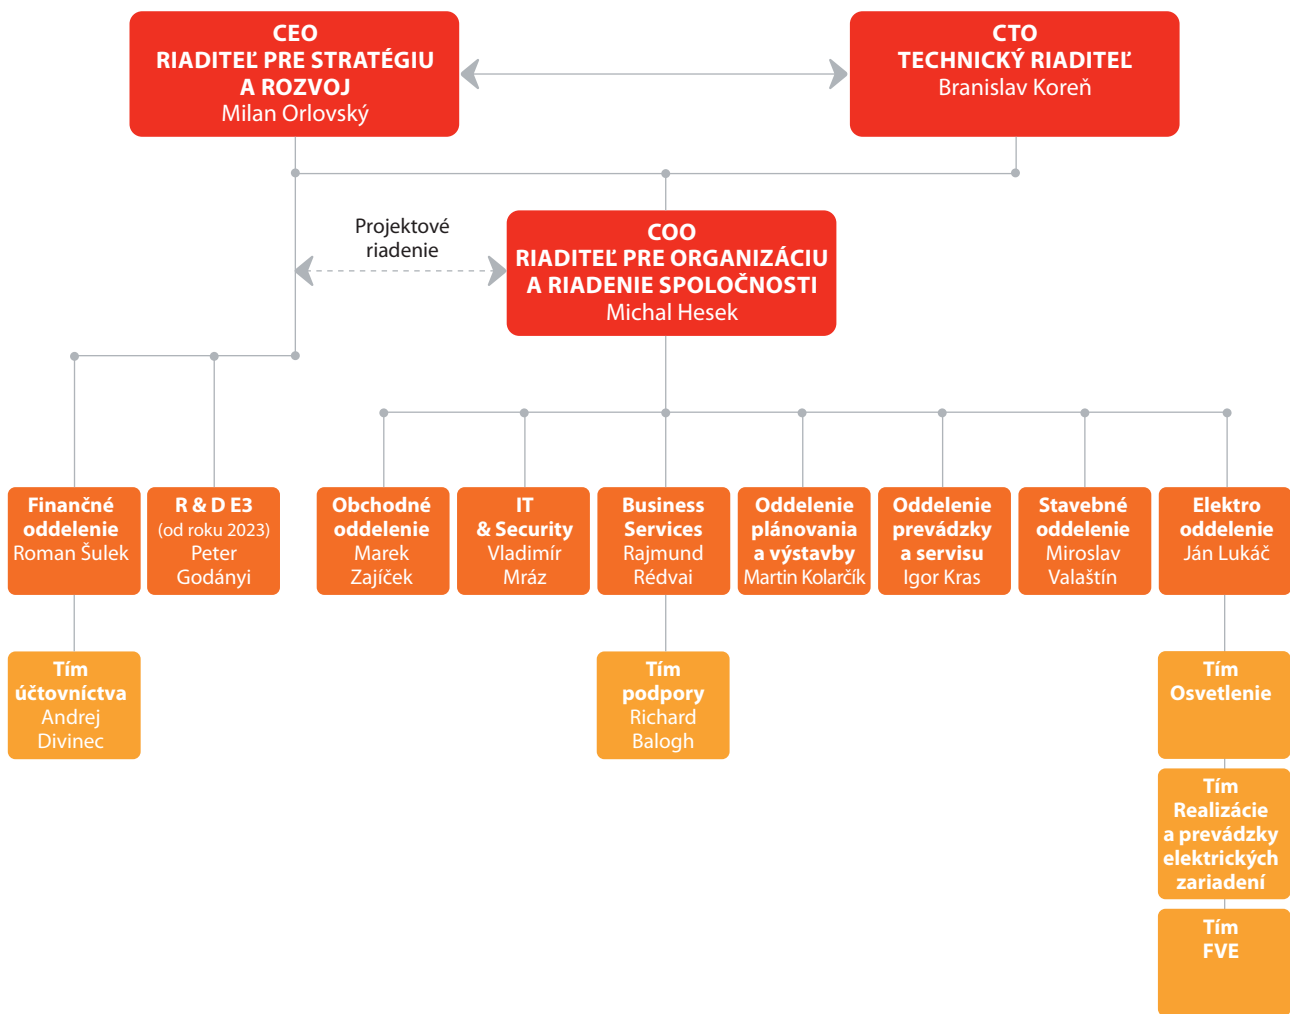 CEO
RIADITEĽ PRE STRATÉGIU
A ROZVOJ
Milan Orlovský
CTO
TECHNICKÝ RIADITEĽ
Branislav Koreň
Projektové
riadenie
COO
RIADITEĽ PRE ORGANIZÁCIU
A RIADENIE SPOLOČNOSTI
Michal Hesek
Finančné
oddelenie
Roman Šulek
R & D E3
(od roku 2023)
Peter
Godányi
Obchodné
oddelenie
Marek
Zajíček
IT
& Security
Vladimír
Mráz
Business
Services
Rajmund
Rédvai
Oddelenie
plánovania
a výstavby
Martin Kolarčík
Oddelenie
prevádzky
a servisu
Igor Kras
Stavebné
oddelenie
Miroslav
Valaštín
Elektro
oddelenie
Ján Lukáč
Tím
účtovníctva
Andrej
Divinec
Tím
podpory
Richard
Balogh
Tím
Osvetlenie
Tím
Realizácie
a prevádzky
elektrických
zariadení
Tím
FVE